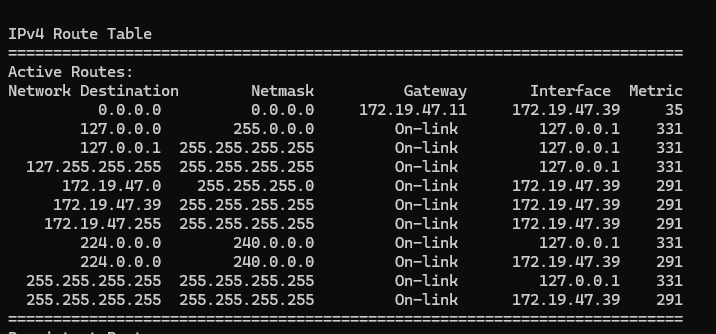 IPv4 Route Table
===========================================================================
Active Routes:
Network Destination        Netmask          Gateway       Interface  Metric
          0.0.0.0          0.0.0.0     172.19.47.11     172.19.47.39     35
        127.0.0.0        255.0.0.0         On-link         127.0.0.1    331
        127.0.0.1  255.255.255.255         On-link         127.0.0.1    331
  127.255.255.255  255.255.255.255         On-link         127.0.0.1    331
      172.19.47.0    255.255.255.0         On-link      172.19.47.39    291
     172.19.47.39  255.255.255.255         On-link      172.19.47.39    291
    172.19.47.255  255.255.255.255         On-link      172.19.47.39    291
        224.0.0.0        240.0.0.0         On-link         127.0.0.1    331
        224.0.0.0        240.0.0.0         On-link      172.19.47.39    291
  255.255.255.255  255.255.255.255         On-link         127.0.0.1    331
  255.255.255.255  255.255.255.255         On-link      172.19.47.39    291
===========================================================================